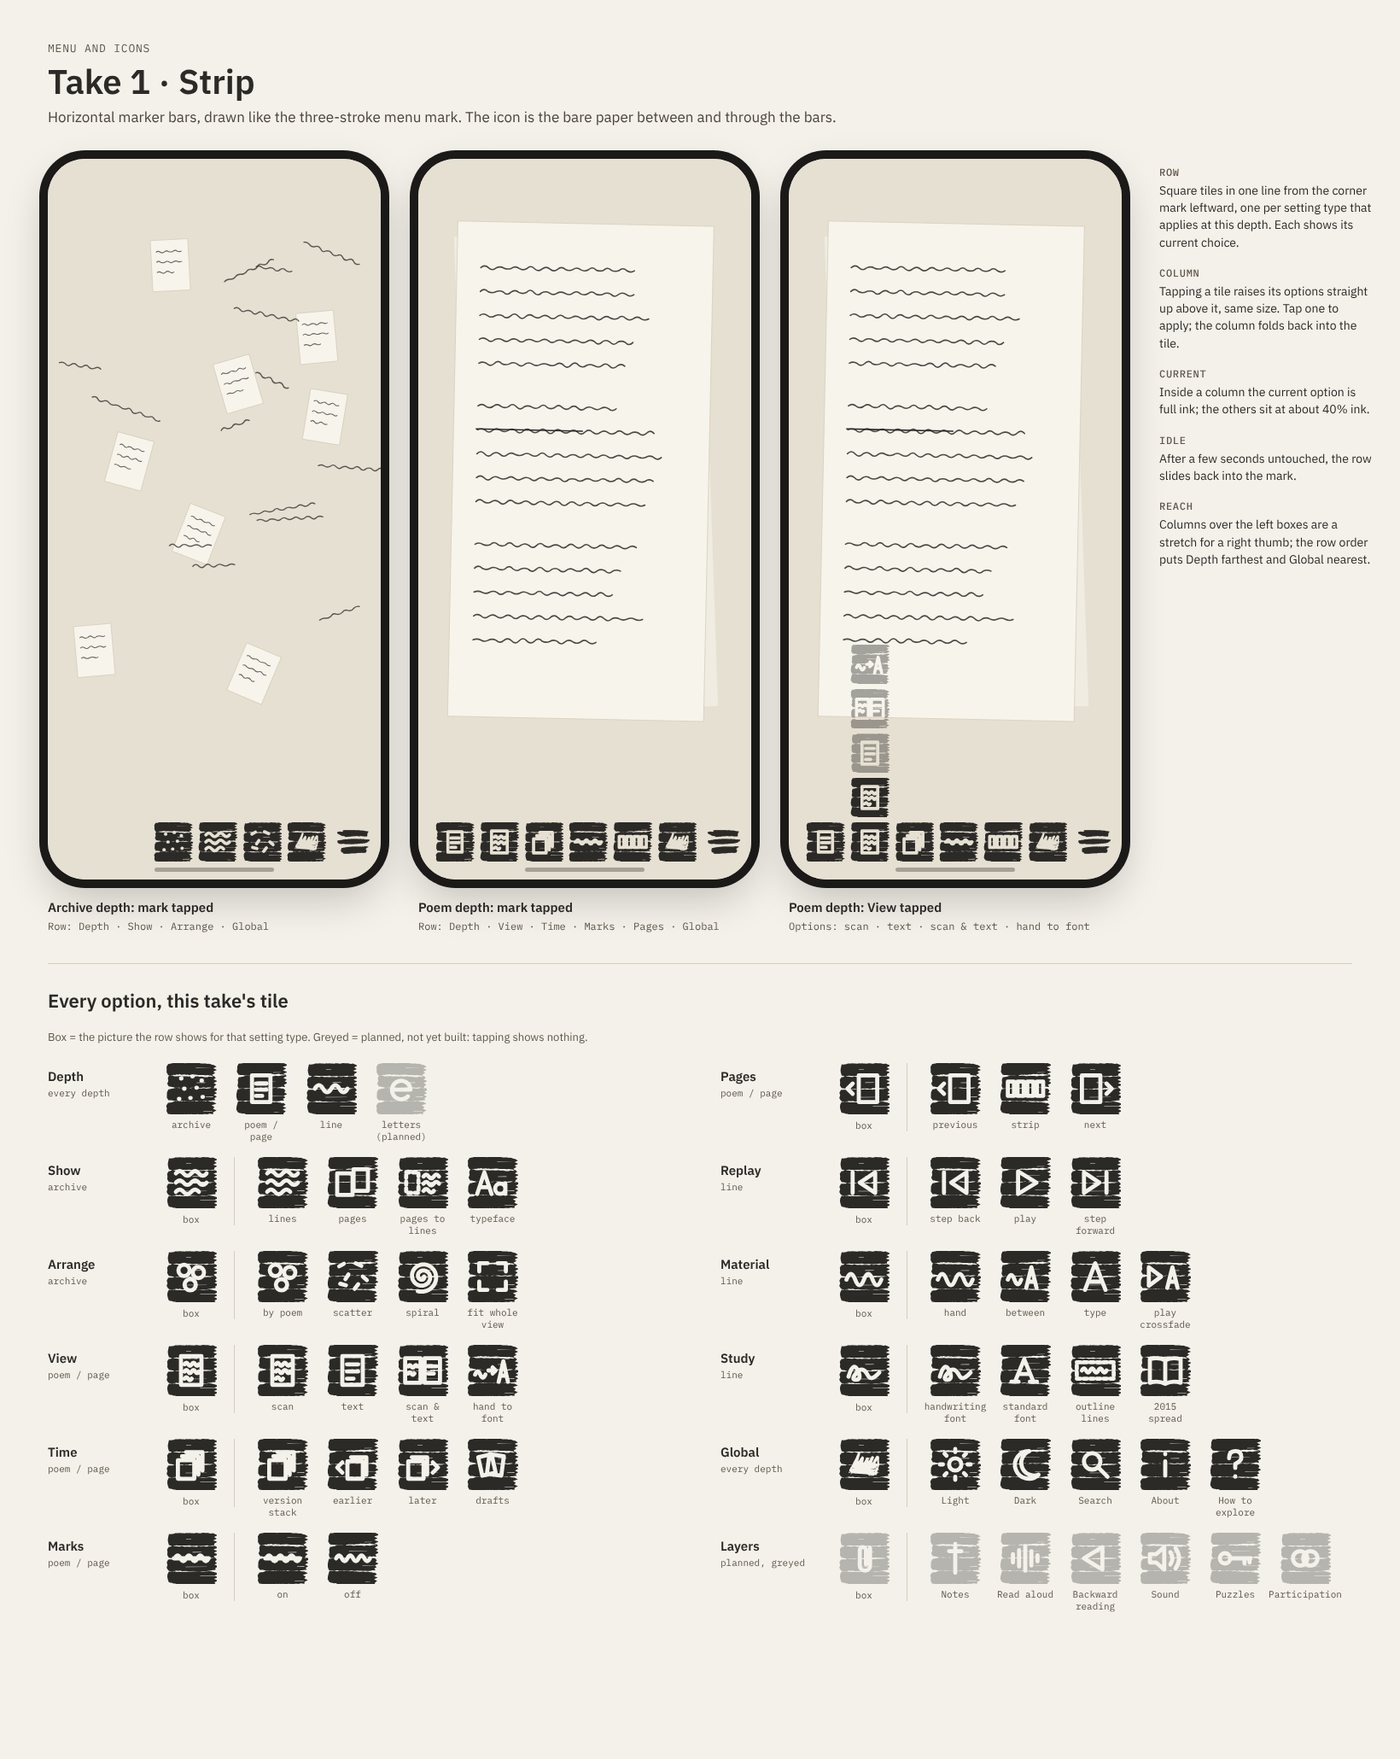 MENU AND ICONS
Take 1 · Strip
Horizontal marker bars, drawn like the three-stroke menu mark. The icon is the bare paper between and through the bars.
ROW
Square tiles in one line from the corner
mark leftward, one per setting type that
applies at this depth. Each shows its
current choice.
COLUMN
Tapping a tile raises its options straight
up above it, same size. Tap one to
apply; the column folds back into the
tile.
CURRENT
Inside a column the current option is
full ink; the others sit at about 40% ink.
IDLE
After a few seconds untouched, the row
slides back into the mark.
REACH
Columns over the left boxes are a
stretch for a right thumb; the row order
puts Depth farthest and Global nearest.
A
Archive depth: mark tapped
Row: Depth · Show · Arrange · Global
Poem depth: mark tapped
Row: Depth · View · Time · Marks · Pages · Global
Poem depth: View tapped
Options: scan · text · scan & text · hand to font
Every option, this take's tile
Box = the picture the row shows for that setting type. Greyed = planned, not yet built: tapping shows nothing.
Depth
every depth
e
archive
poem /
page
line
letters
(planned)
Show
archive
Aa
box
lines
pages
pages to
lines
typeface
Arrange
archive
box
by poem
scatter
spiral
fit whole
view
View
poem / page
A
box
scan
text
scan &
text
hand to
font
Time
poem / page
box
version
stack
earlier
later
drafts
Marks
poem / page
box
on
off
Pages
poem / page
box
previous
strip
next
Replay
line
box
step back
play
step
forward
Material
line
A
A
A
box
hand
between
type
play
crossfade
Study
line
A
box
handwriting
font
standard
font
outline
lines
2015
spread
Global
every depth
i
?
box
Light
Dark
Search
About
How to
explore
Layers
planned, greyed
box
Notes
Read aloud
Backward
reading
Sound
Puzzles
Participation